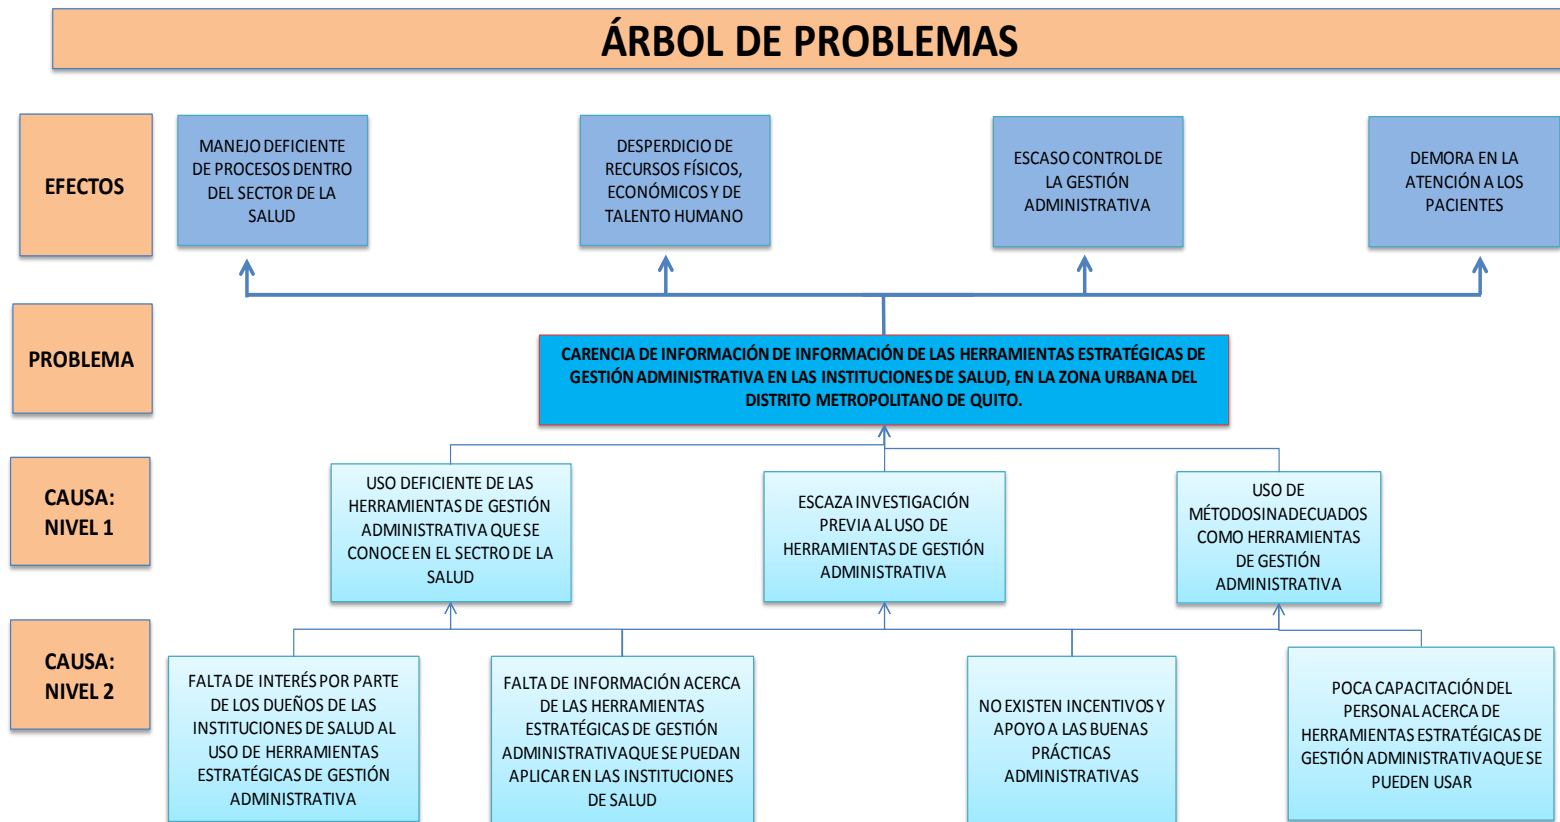 ÁRBOL DE PROBLEMAS
EFECTOS
MANEJO DEFICIENTE
DE PROCESOS DENTRO
DEL SECTOR DE LA
SALUD
DESPERDICIO DE
RECURSOS FÍSICOS,
ECONÓMICOS Y DE
TALENTO HUMANO
ESCASO CONTROL DE
LA GESTIÓN
ADMINISTRATIVA
DEMORA EN LA
ATENCIÓN A LOS
PACIENTES
PROBLEMA
CARENCIA DE INFORMACIÓN DE INFORMACIÓN DE LAS HERRAMIENTAS ESTRATÉGICAS DE
GESTIÓN ADMINISTRATIVA EN LAS INSTITUCIONES DE SALUD, EN LA ZONA URBANA DEL
DISTRITO METROPOLITANO DE QUITO.
CAUSA:
NIVEL 1
USO DEFICIENTE DE LAS
HERRAMIENTAS DE GESTIÓN
ADMINISTRATIVA QUE SE
CONOCE EN EL SECTRO DE LA
SALUD
ESCAZA INVESTIGACIÓN
PREVIA AL USO DE
HERRAMIENTAS DE GESTIÓN
ADMINISTRATIVA
USO DE
MÉTODOSINADECUADOS
COMO HERRAMIENTAS
DE GESTIÓN
ADMINISTRATIVA
CAUSA:
NIVEL 2
FALTA DE INTERÉS POR PARTE
DE LOS DUEÑOS DE LAS
INSTITUCIONES DE SALUD AL
USO DE HERRAMIENTAS
ESTRATÉGICAS DE GESTIÓN
ADMINISTRATIVA
FALTA DE INFORMACIÓN ACERCA
DE LAS HERRAMIENTAS
ESTRATÉGICAS DE GESTIÓN
ADMINISTRATIVAQUE SE PUEDAN
APLICAR EN LAS INSTITUCIONES
DE SALUD
NO EXISTEN INCENTIVOS Y
APOYO A LAS BUENAS
PRÁCTICAS
ADMINISTRATIVAS
POCA CAPACITACIÓN DEL
PERSONAL ACERCA DE
HERRAMIENTAS ESTRATÉGICAS DE
GESTIÓN ADMINISTRATIVAQUE SE
PUEDEN USAR